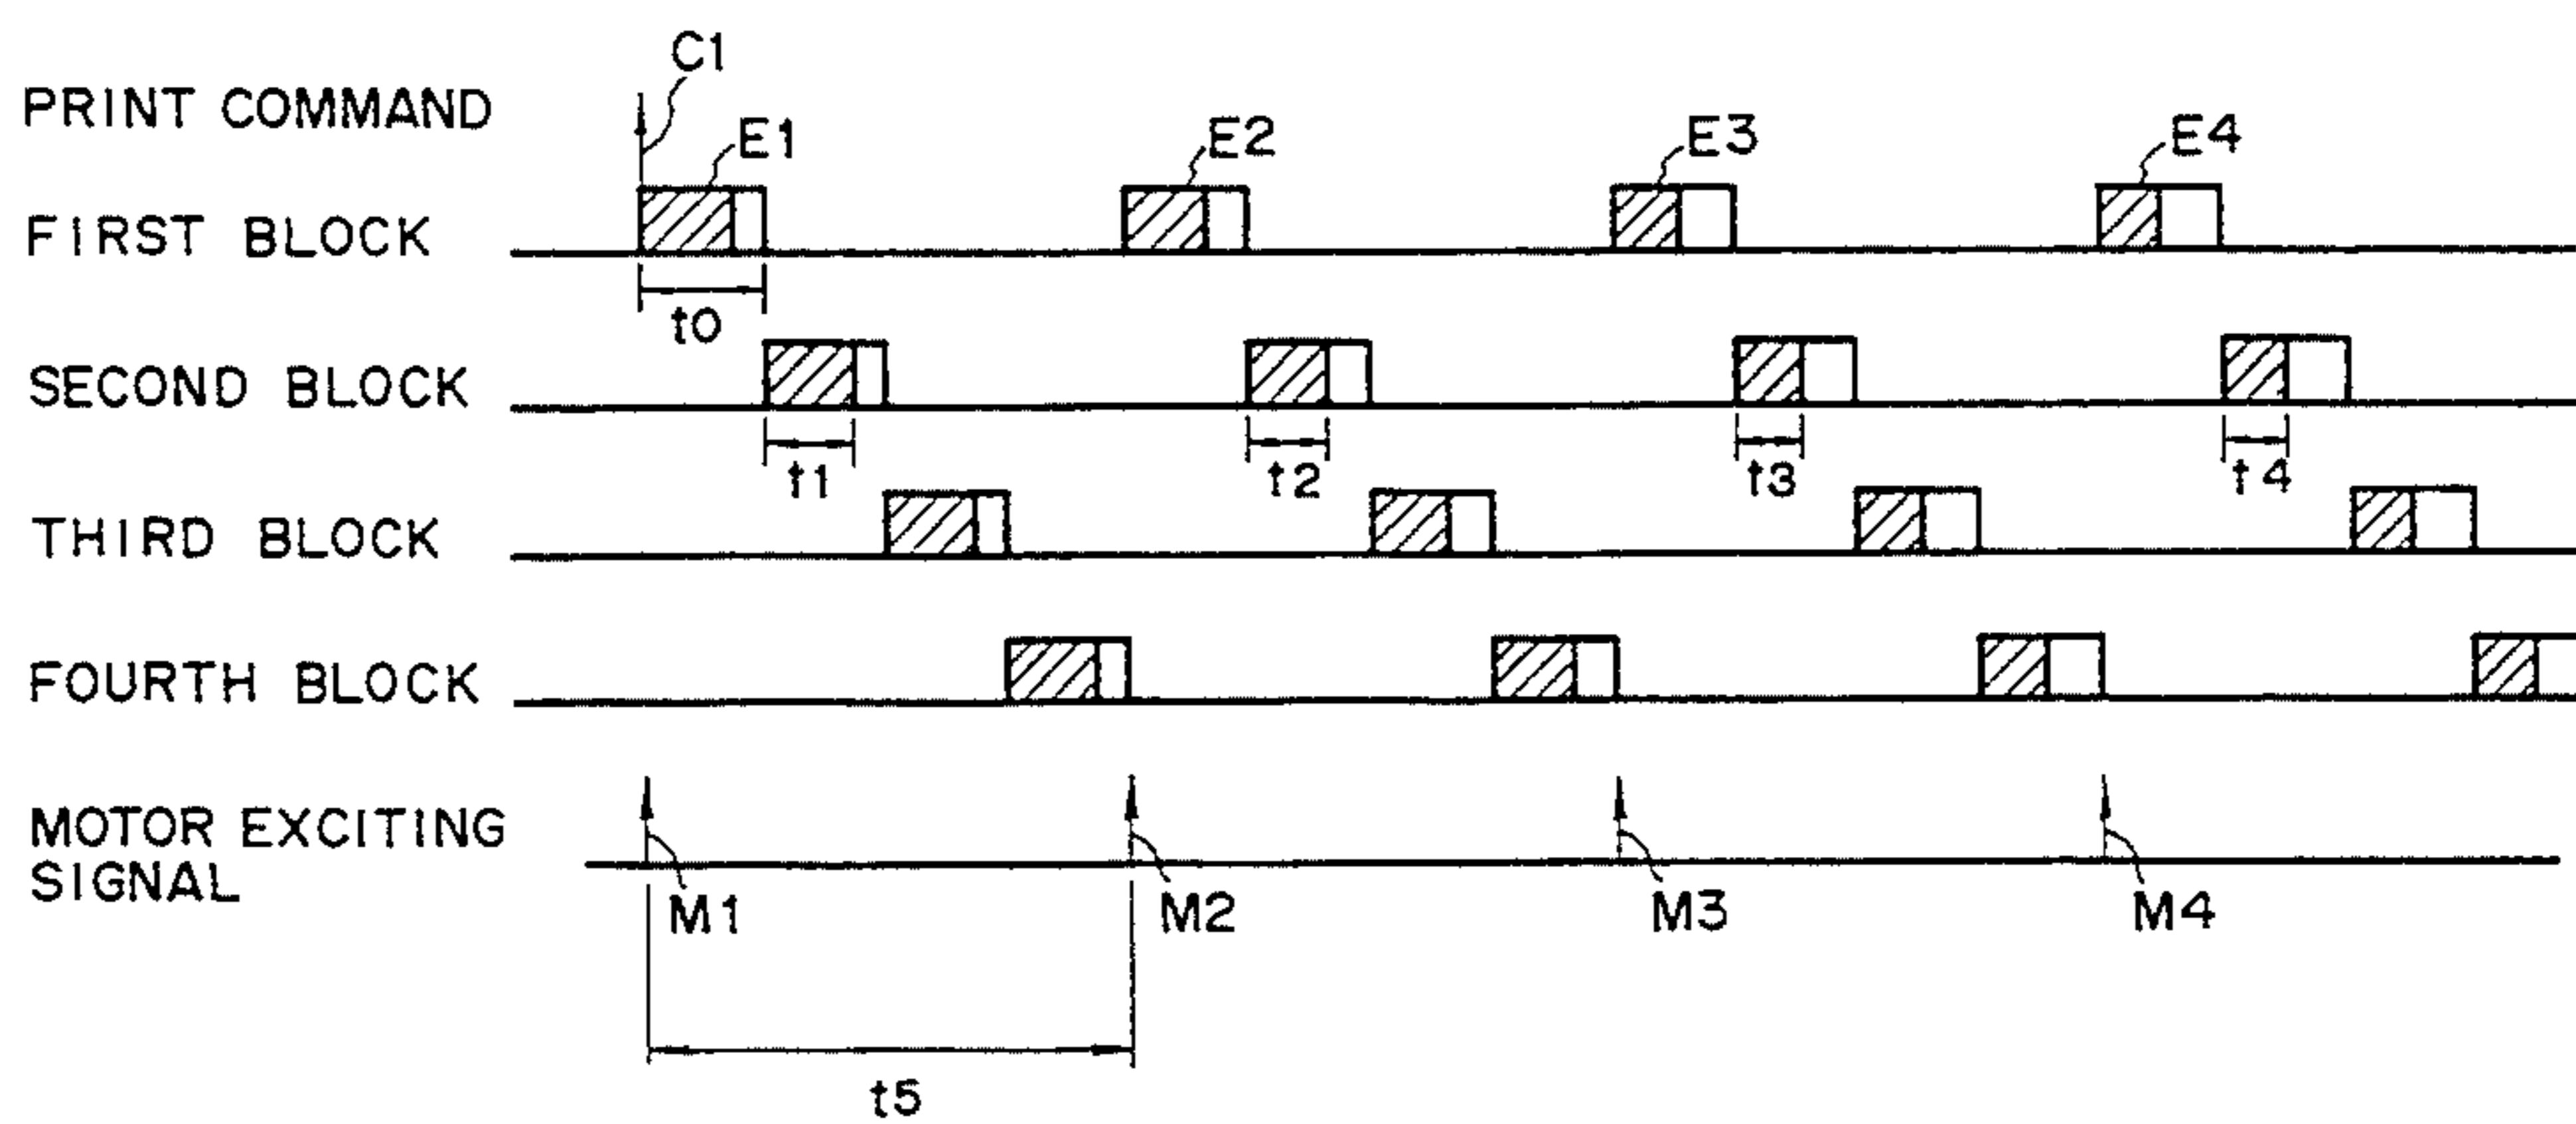 C1
PRINT COMMAND
E1 E2 E3 E4
FIRST BLOCK
t0
SECOND BLOCK
t1 t2 t3 t4
THIRD BLOCK
FOURTH BLOCK
MOTOR EXCITING
SIGNAL
M1 M2 M3 M4
t5